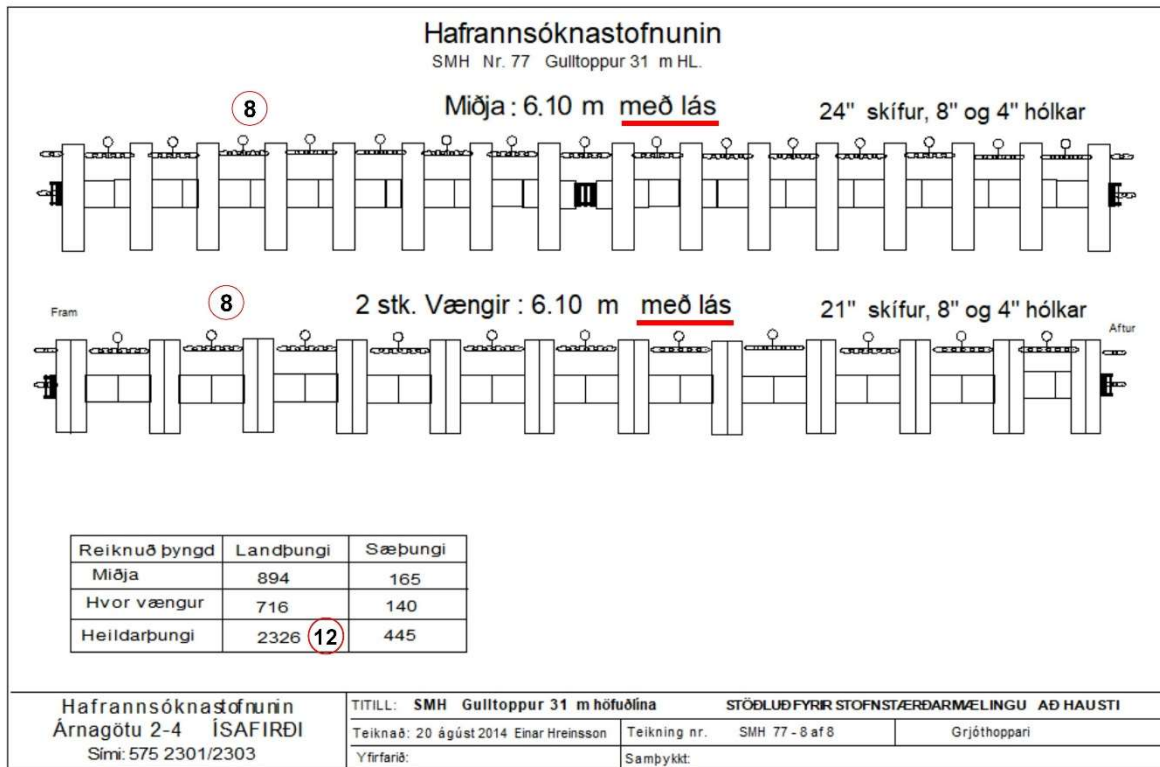 Hafrannsóknastofnunin
SMH Nr. 77 Gulltoppur 31 m HL.
8 Miðja : 6.10 m með lás 24" skífur, 8" og 4" hólkar
8 2 stk. Vængir : 6.10 m með lás 21" skífur, 8" og 4" hólkar
Fram Aftur
Reiknuð þyngd Landþungi Sæþungi
Miðja 894 165
Hvor vængur 716 140
Heildarþungi 2326 12 445
Hafrannsóknastofnunin
Árnagötu 2-4 ÍSAFIRÐI
Sími: 575 2301/2303
TITILL: SMH Gulltoppur 31 m höfuðlína STÖÐLUÐ FYRIR STOFNSTÆRÐARMÆLINGU AÐ HAUSTI
Teiknað: 20 ágúst 2014 Einar Hreinsson Teikning nr. SMH 77 - 8 af 8 Grjóthoppari
Yfirfarið: Samþykkt: